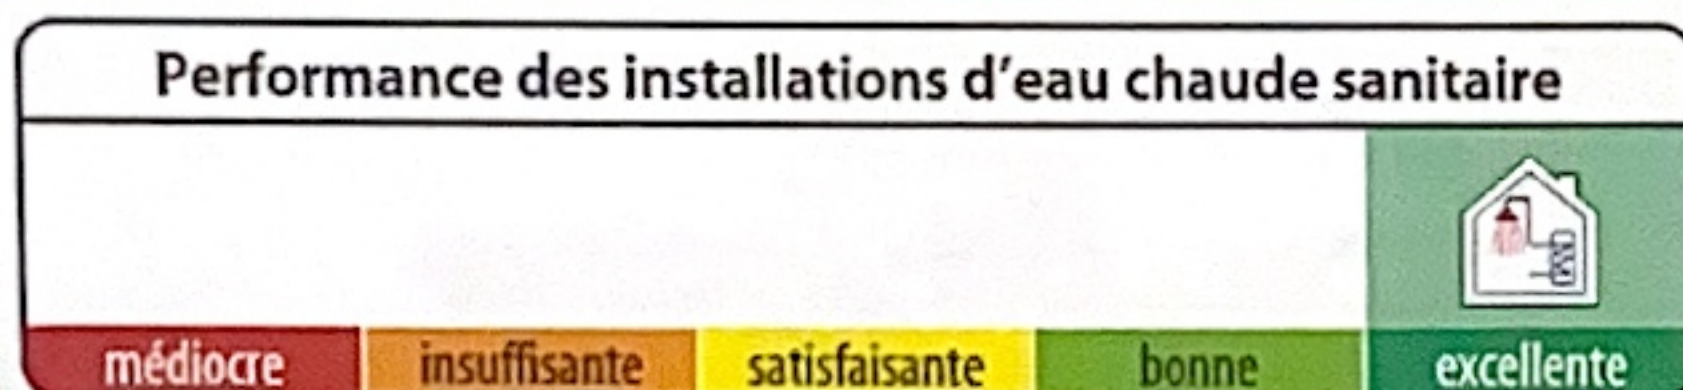 Performance des installations d’eau chaude sanitaire
médiocre insuffisante satisfaisante bonne excellente